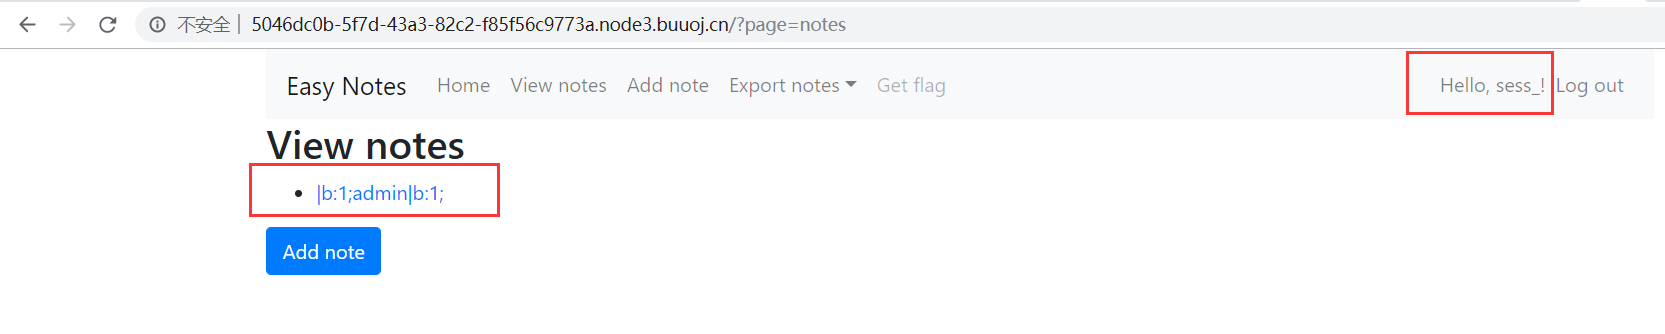 不安全 | 5046dc0b-5f7d-43a3-82c2-f85f56c9773a.node3.buuoj.cn/?page=notes
Easy Notes Home View notes Add note Export notes Get flag Hello, sess_! Log out
View notes
|b:1;admin|b:1;
Add note